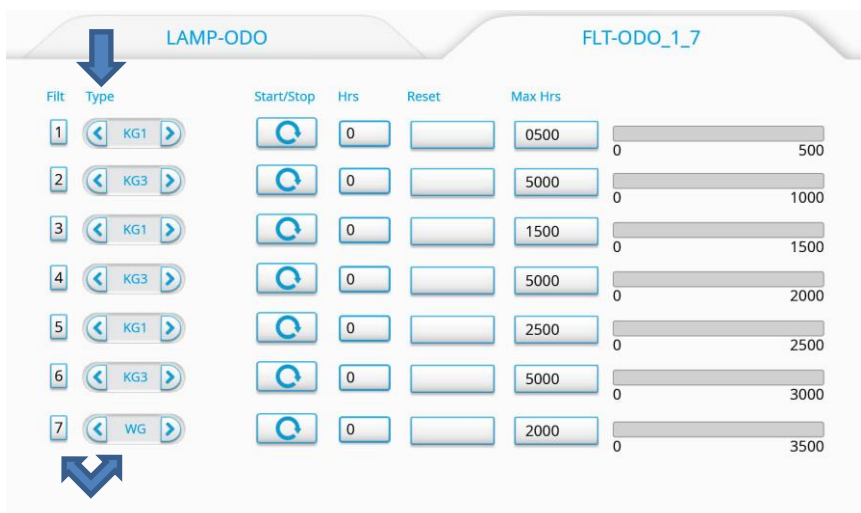 LAMP-ODO FLT-ODO_1_7
Filt Type Start/Stop Hrs Reset Max Hrs
1 KG1 0 0500
0 500
2 KG3 0 5000
0 1000
3 KG1 0 1500
0 1500
4 KG3 0 5000
0 2000
5 KG1 0 2500
0 2500
6 KG3 0 5000
0 3000
7 WG 0 2000
0 3500